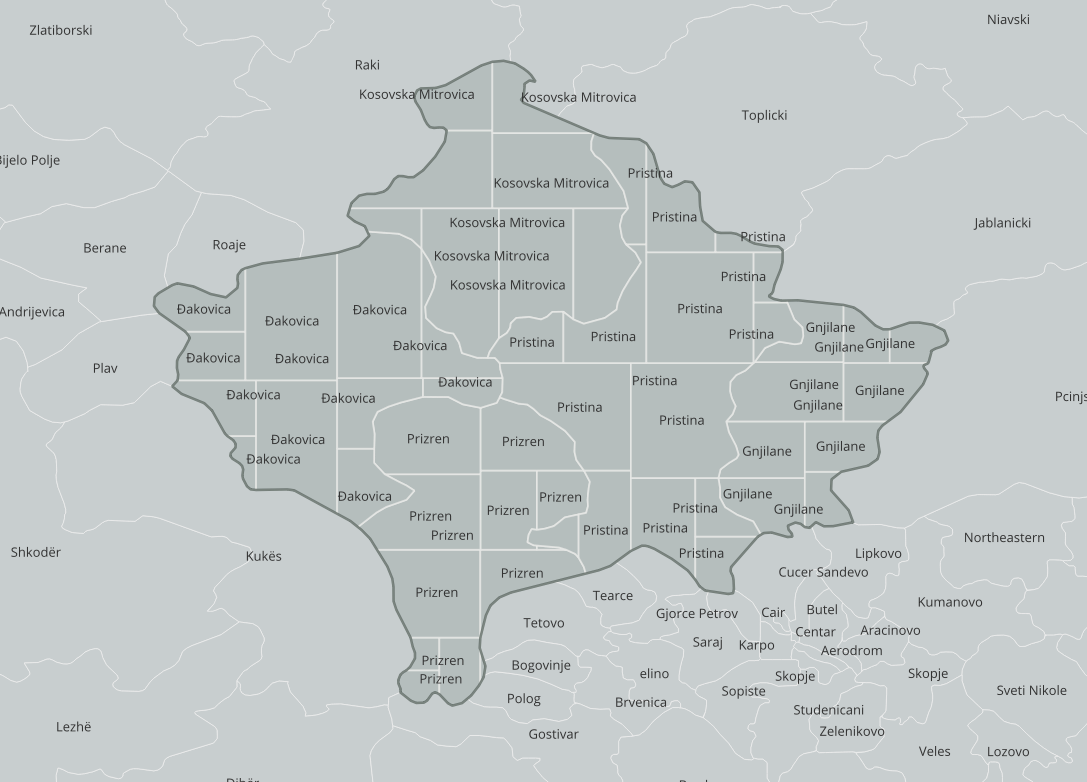 Niavski
Zlatiborski
Raki
Kosovska Mitrovica
Kosovska Mitrovica
Toplicki
Bijelo Polje
Pristina
Kosovska Mitrovica
Pristina
Kosovska Mitrovica
Jablanicki
Pristina
Roaje
Berane
Kosovska Mitrovica
Pristina
Kosovska Mitrovica
Đakovica
Đakovica
Pristina
Andrijevica
Đakovica
Gnjilane
Pristina
Pristina
Pristina
Gnjilane
Đakovica
Gnjilane
Đakovica
Đakovica
Plav
Pristina
Đakovica
Gnjilane
Gnjilane
Đakovica
Đakovica
Pcinjs
Gnjilane
Pristina
Pristina
Đakovica
Prizren
Prizren
Gnjilane
Gnjilane
Đakovica
Đakovica
Prizren
Gnjilane
Prizren
Pristina
Gnjilane
Prizren
Pristina
Pristina
Prizren
Northeastern
Shkodër
Kukës
Pristina
Lipkovo
Prizren
Cucer Sandevo
Prizren
Tearce
Kumanovo
Gjorce Petrov
Cair
Butel
Tetovo
Centar
Aracinovo
Saraj
Karpo
Aerodrom
Prizren
Bogovinje
elino
Skopje
Skopje
Prizren
Sopiste
Sveti Nikole
Polog
Brvenica
Studenicani
Lezhë
Gostivar
Zelenikovo
Veles
Lozovo
Dibër